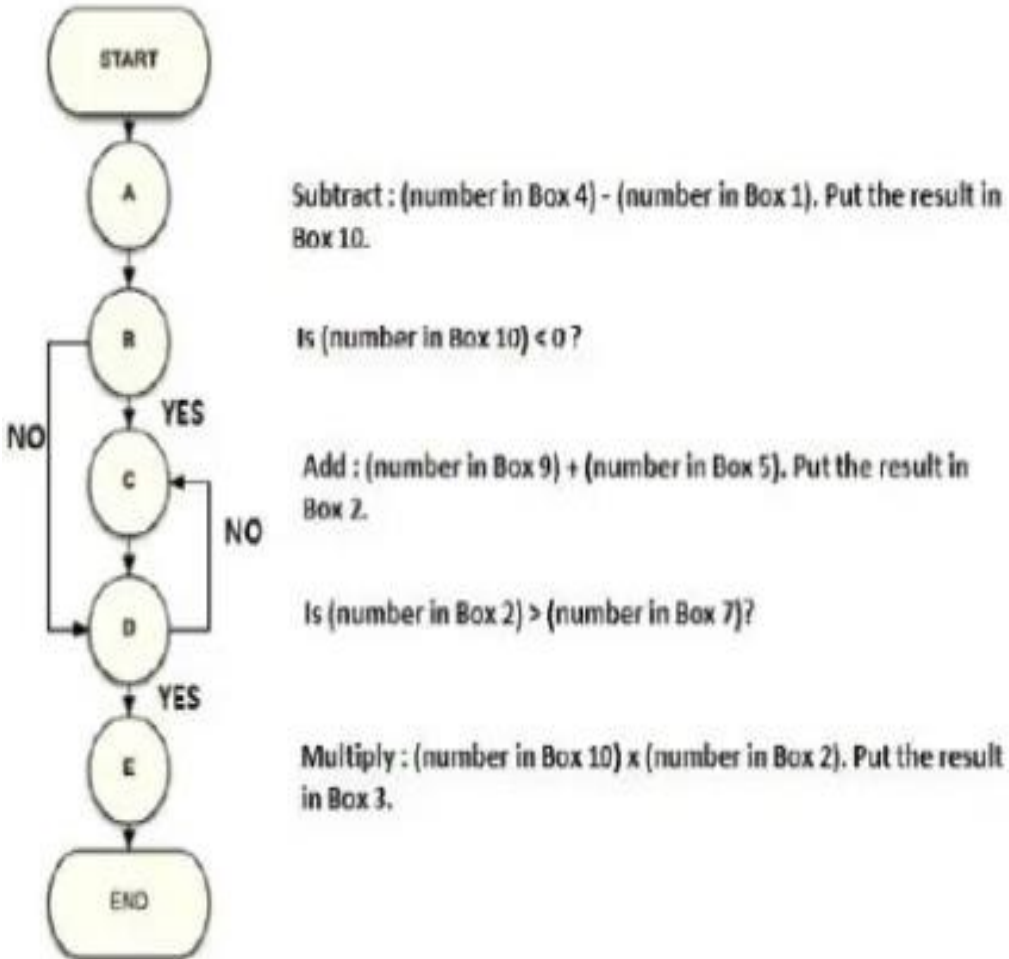 START
A
Subtract : (number in Box 4) - (number in Box 1). Put the result in
Box 10.
B
Is (number in Box 10) < 0 ?
NO
YES
C
Add : (number in Box 9) + (number in Box 5). Put the result in
Box 2.
NO
D
Is (number in Box 2) > (number in Box 7)?
YES
E
Multiply : (number in Box 10) x (number in Box 2). Put the result
in Box 3.
END